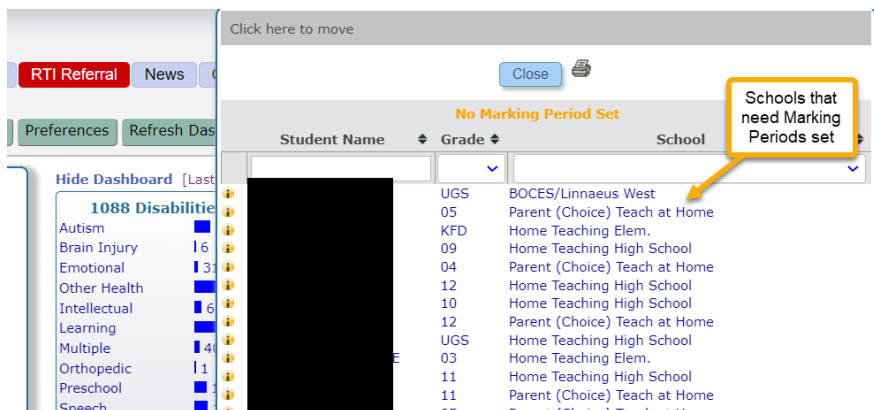 Click here to move
RTI Referral News
Close
Schools that
need Marking
Periods set
No Marking Period Set
Preferences Refresh Das
Student Name Grade School
Hide Dashboard [Last
1088 Disabilitie
Autism
Brain Injury 6
Emotional 31
Other Health
Intellectual 6
Learning
Multiple 40
Orthopedic 1
Preschool
Speech
UGS BOCES/Linnaeus West
05 Parent (Choice) Teach at Home
KFD Home Teaching Elem.
09 Home Teaching High School
04 Parent (Choice) Teach at Home
12 Home Teaching High School
10 Home Teaching High School
12 Parent (Choice) Teach at Home
UGS Home Teaching High School
E 03 Home Teaching Elem.
11 Home Teaching High School
11 Parent (Choice) Teach at Home